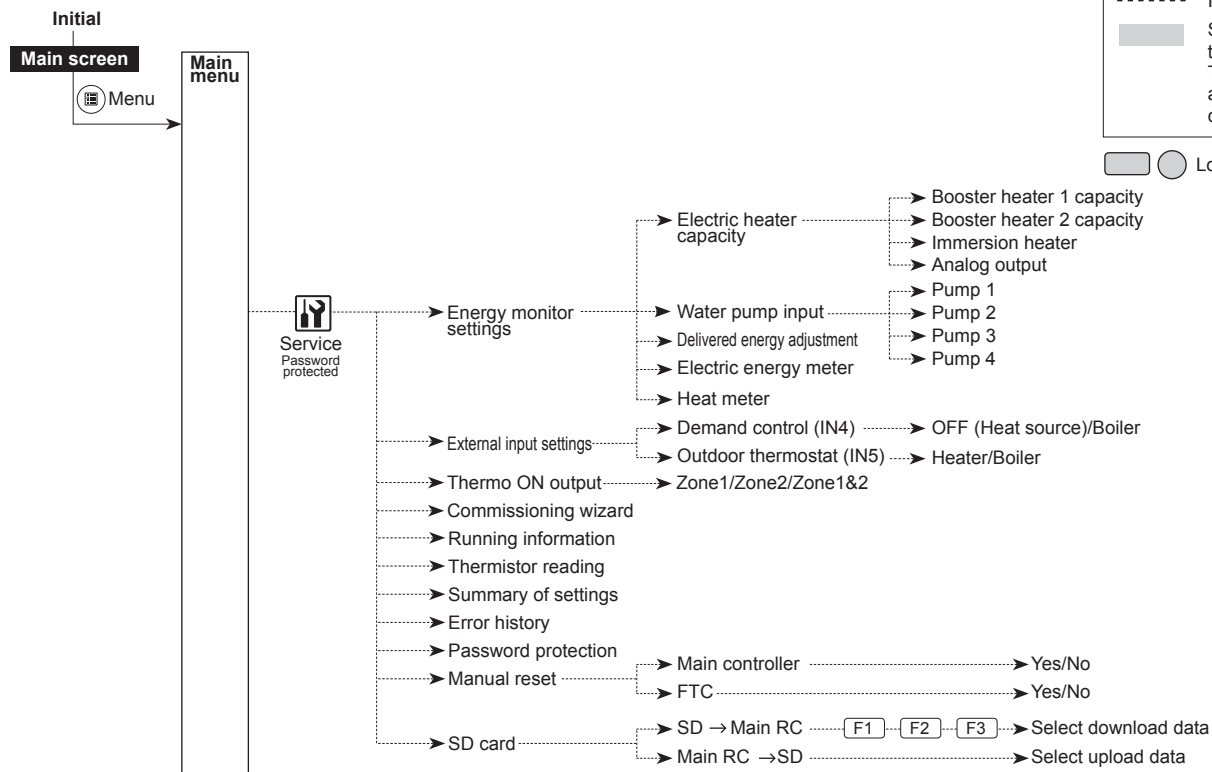 Initial
Main screen
Menu
Main
menu
Service
Password
protected
Energy monitor
settings
Electric heater
capacity
Booster heater 1 capacity
Booster heater 2 capacity
Immersion heater
Analog output
Water pump input
Pump 1
Pump 2
Pump 3
Pump 4
Delivered energy adjustment
Electric energy meter
Heat meter
External input settings
Demand control (IN4)
OFF (Heat source)/Boiler
Outdoor thermostat (IN5)
Heater/Boiler
Thermo ON output
Zone1/Zone2/Zone1&2
Commissioning wizard
Running information
Thermistor reading
Summary of settings
Error history
Password protection
Manual reset
Main controller
Yes/No
FTC
Yes/No
SD card
SD → Main RC
F1
F2
F3
Select download data
Main RC → SD
Select upload data